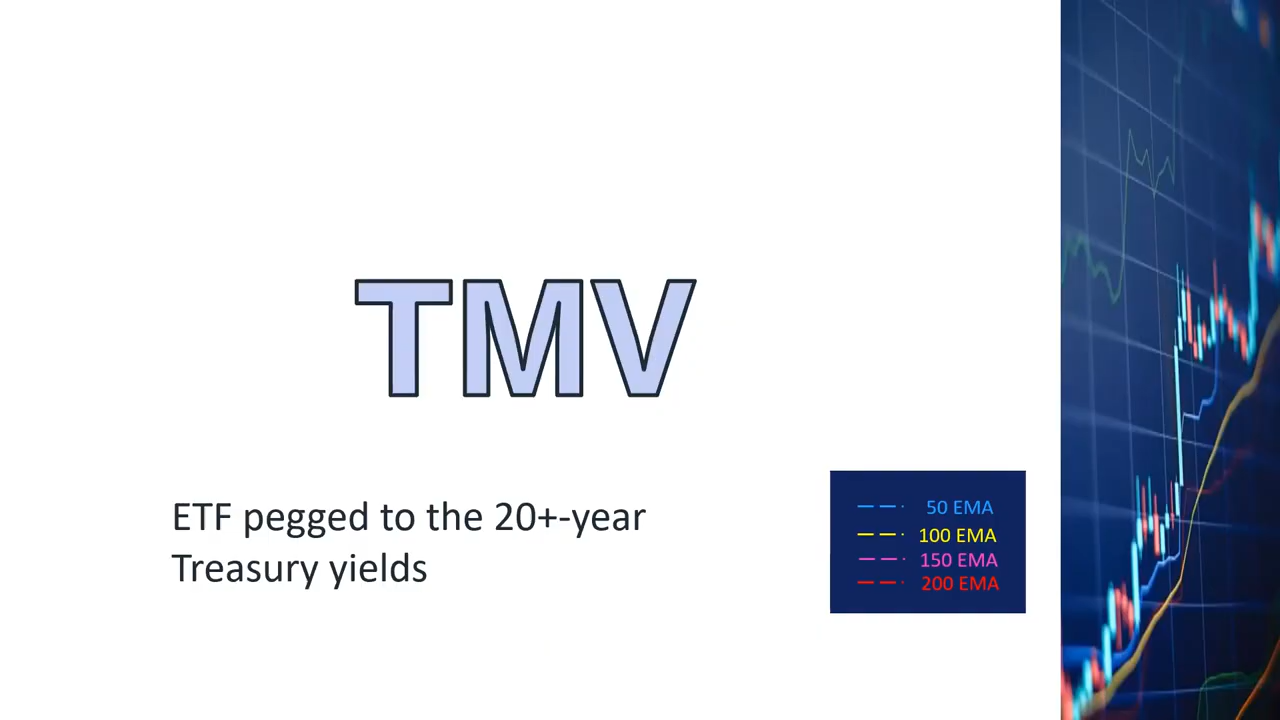 TMV
ETF pegged to the 20+-year
Treasury yields
50 EMA
100 EMA
150 EMA
200 EMA